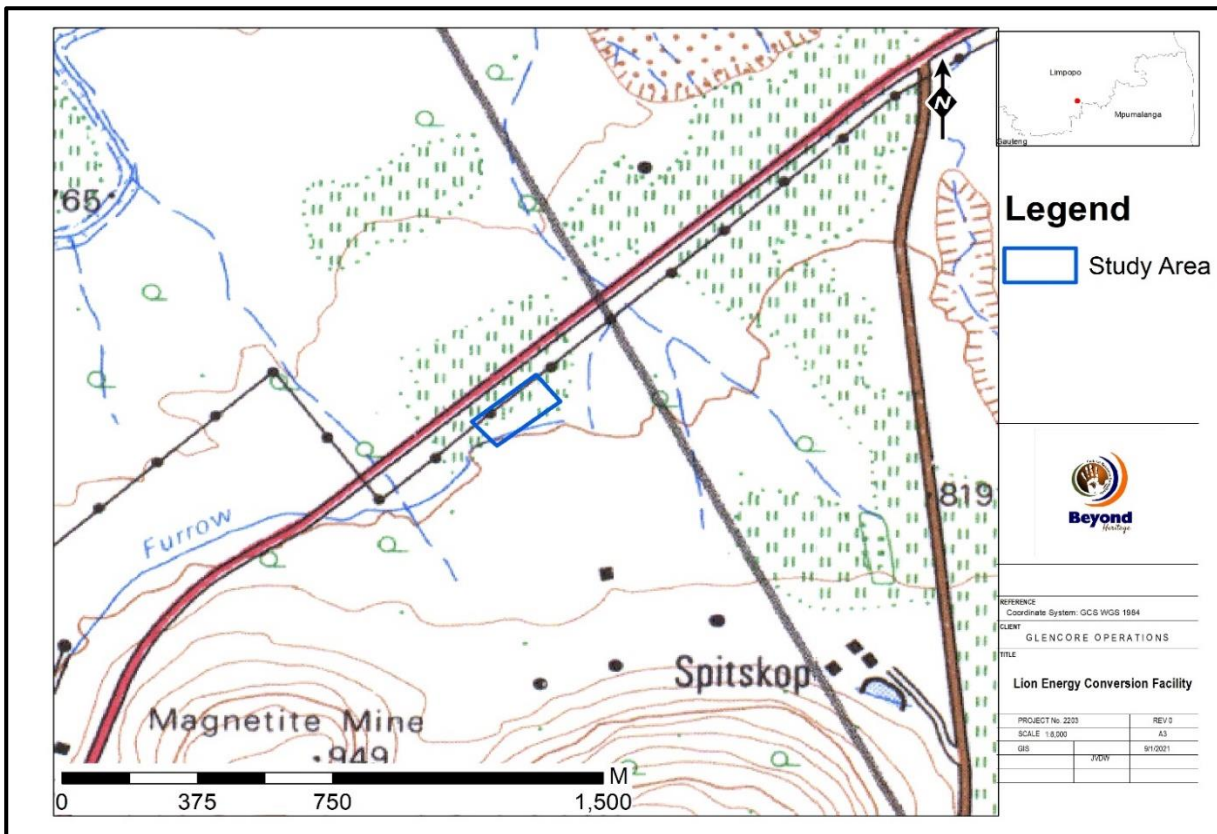 765
Furrow
819
Spitskop
Magnetite Mine
949
M
0 375 750 1,500
N
Limpopo
Mpumalanga
Gauteng
Legend
Study Area
Beyond
Heritage
REFERENCE
Coordinate System: GCS WGS 1984
CLIENT
GLENCORE OPERATIONS
TITLE
Lion Energy Conversion Facility
PROJECT No. 2203 REV 0
SCALE 1:8,000 A3
GIS 9/1/2021
JVDW